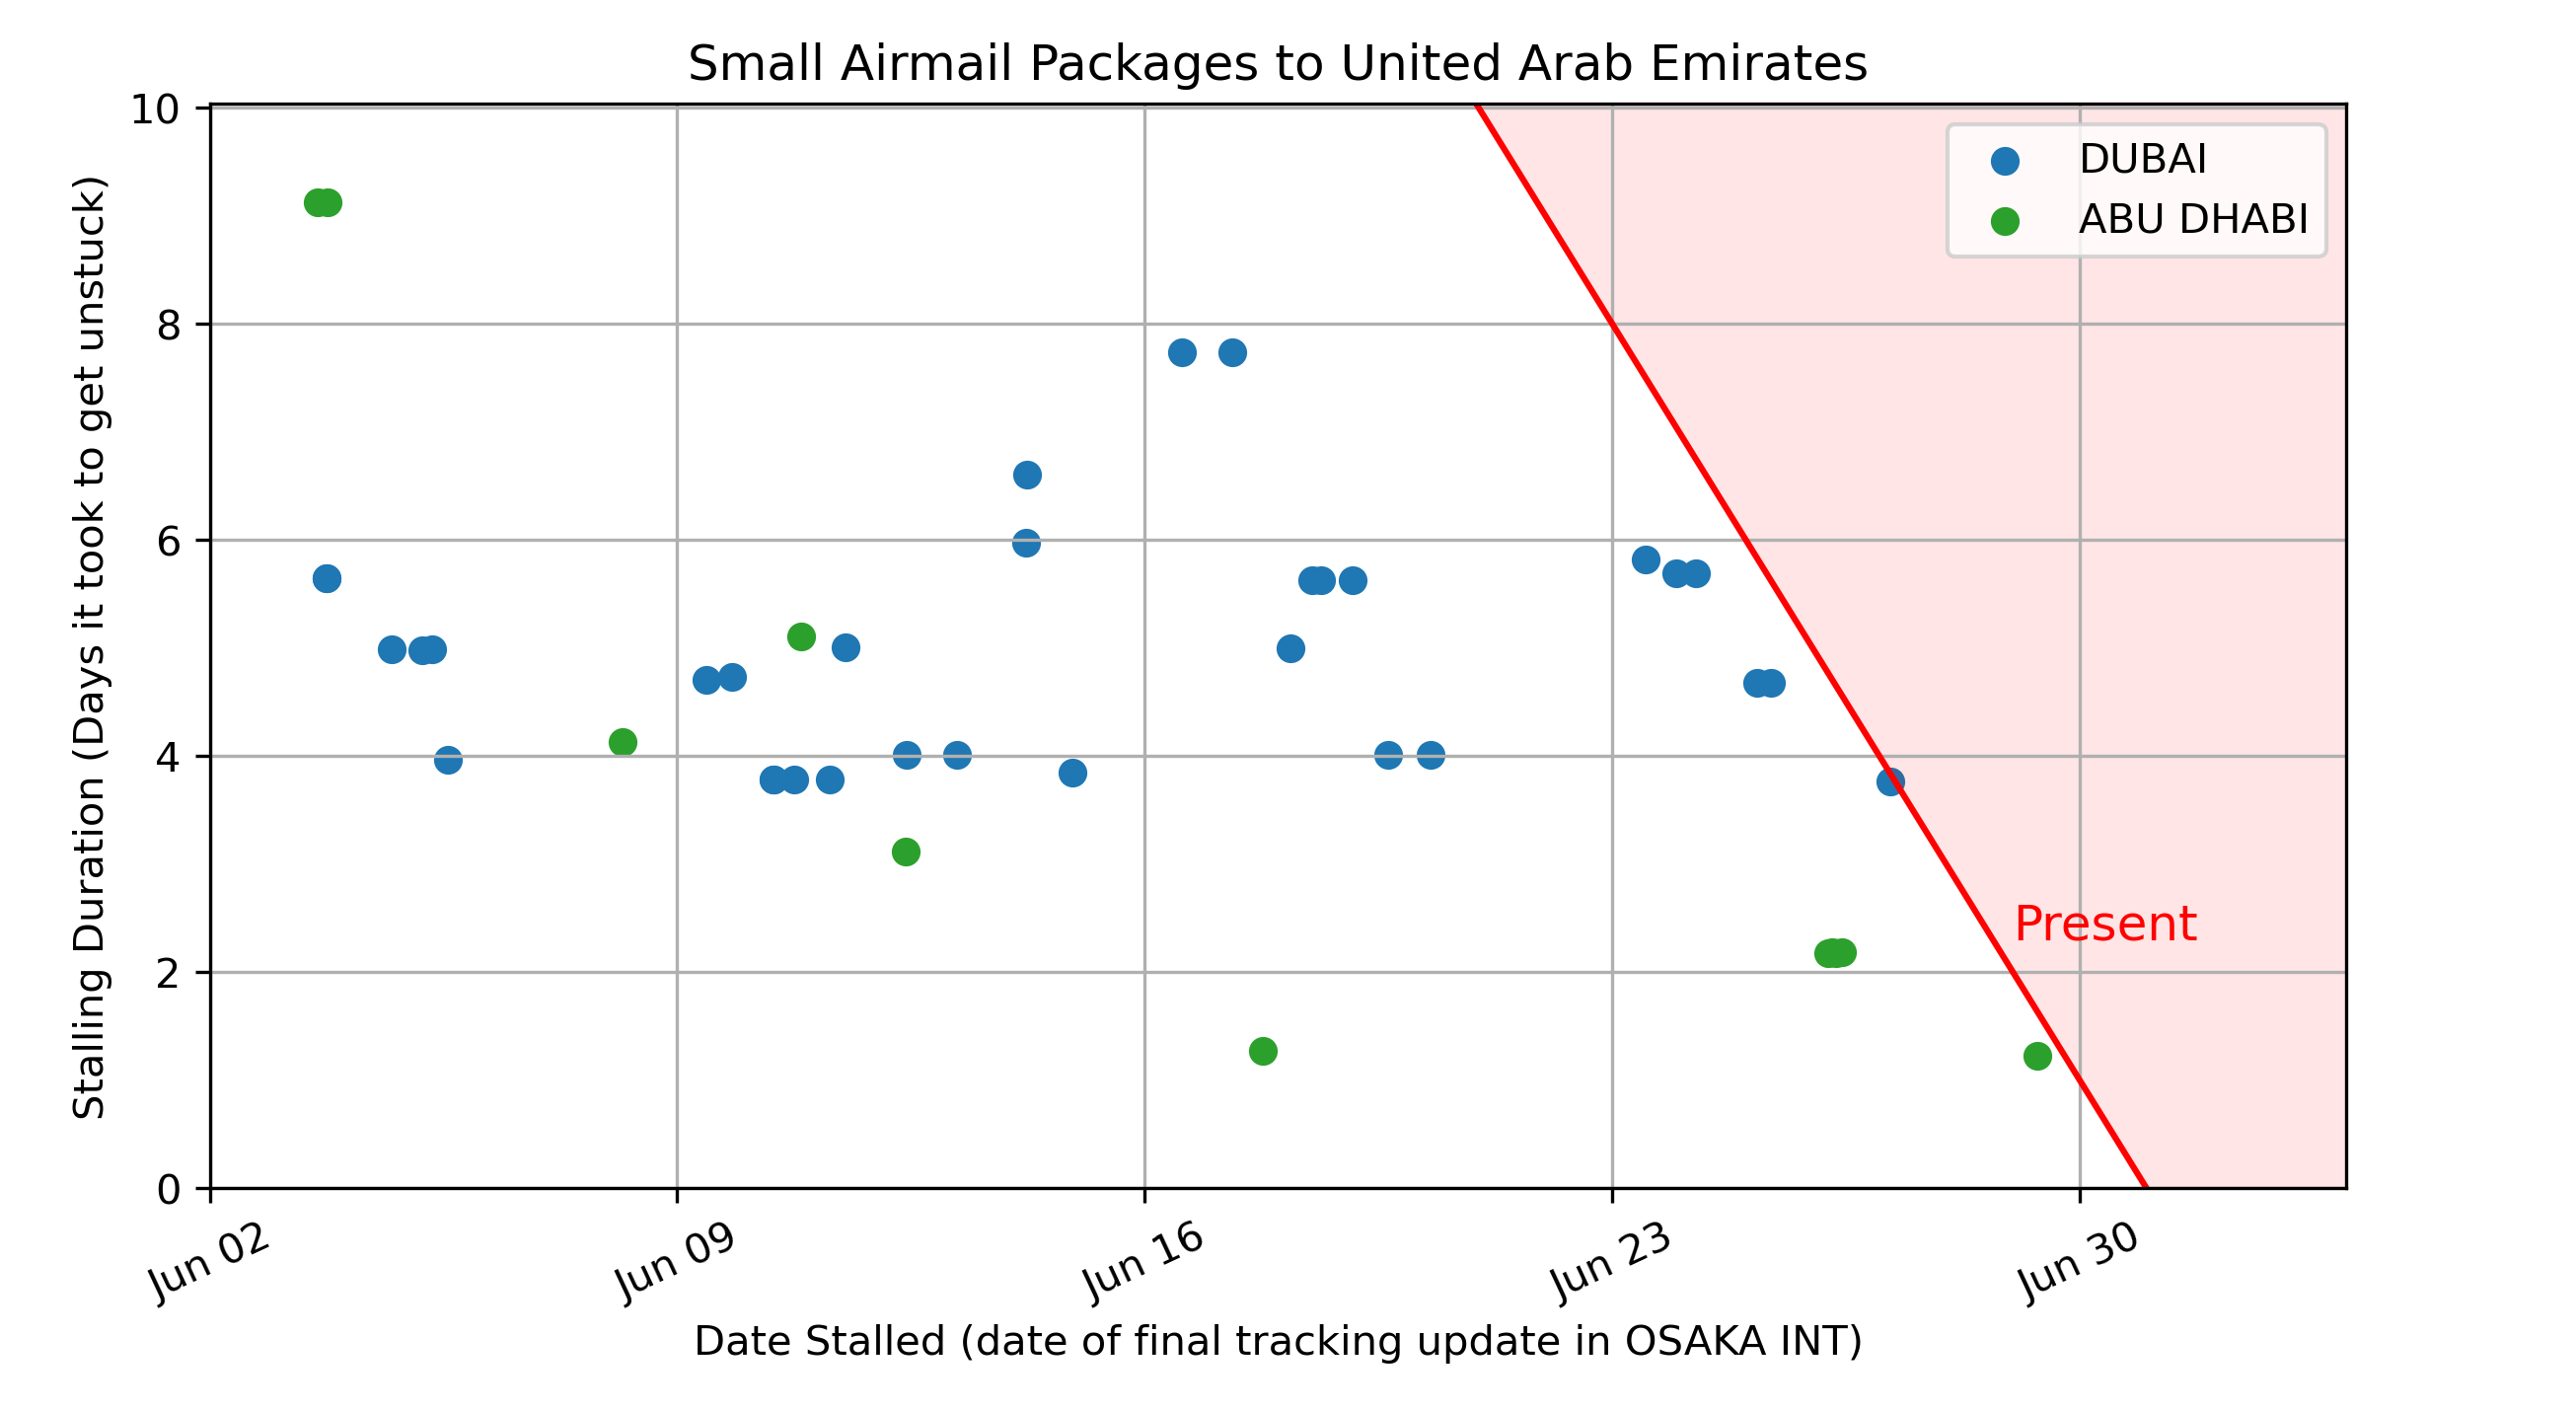 Small Airmail Packages to United Arab Emirates
10
8
6
4
2
0
Stalling Duration (Days it took to get unstuck)
DUBAI
ABU DHABI
Present
Jun 02
Jun 09
Jun 16
Jun 23
Jun 30
Date Stalled (date of final tracking update in OSAKA INT)